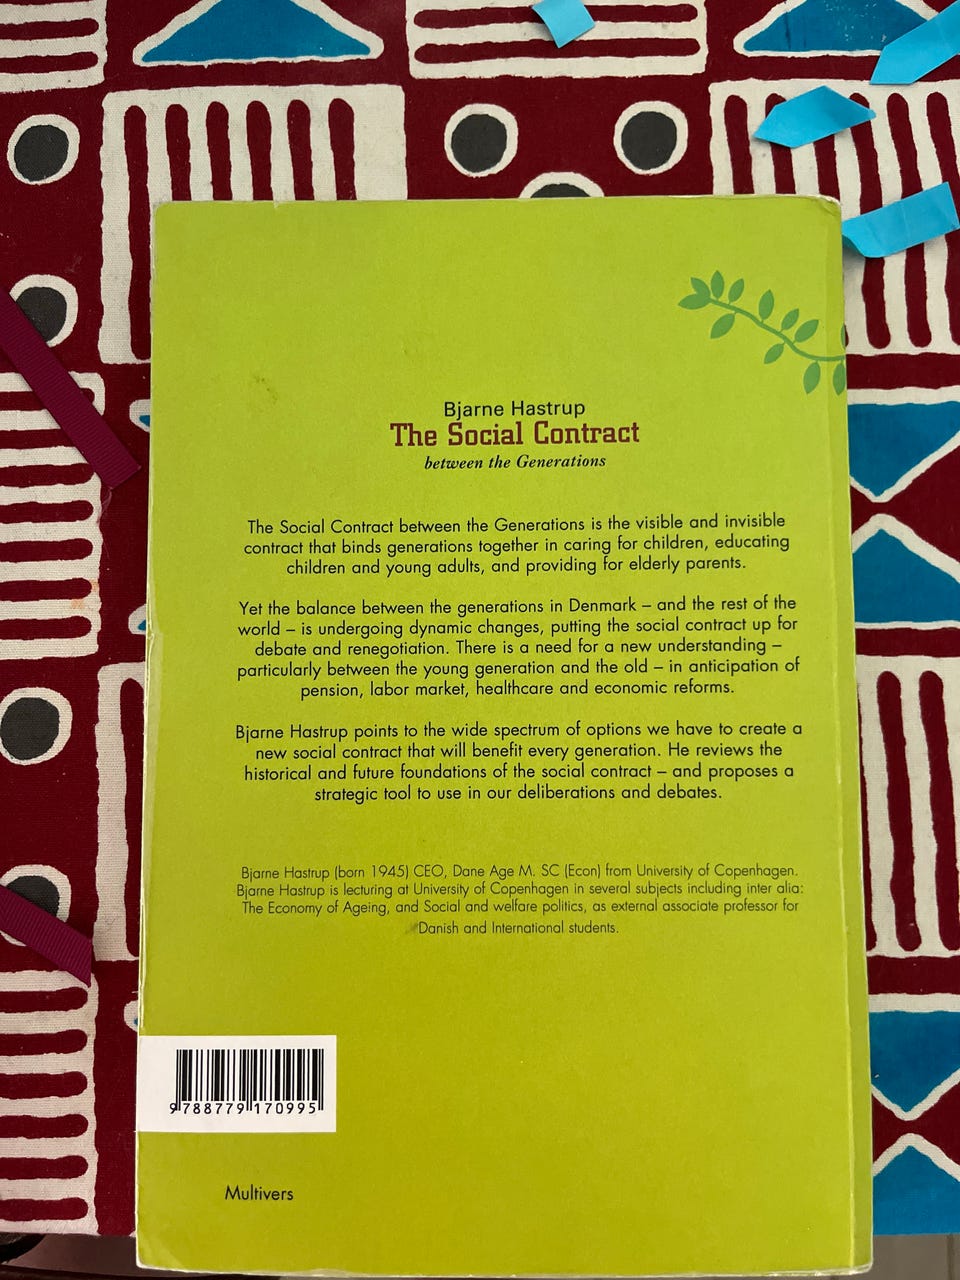 Bjarne Hastrup
The Social Contract
between the Generations
The Social Contract between the Generations is the visible and invisible
contract that binds generations together in caring for children, educating
children and young adults, and providing for elderly parents.
Yet the balance between the generations in Denmark – and the rest of the
world – is undergoing dynamic changes, putting the social contract up for
debate and renegotiation. There is a need for a new understanding –
particularly between the young generation and the old – in anticipation of
pension, labor market, healthcare and economic reforms.
Bjarne Hastrup points to the wide spectrum of options we have to create a
new social contract that will benefit every generation. He reviews the
historical and future foundations of the social contract – and proposes a
strategic tool to use in our deliberations and debates.
Bjarne Hastrup (born 1945) CEO, Dane Age M. SC (Econ) from University of Copenhagen.
Bjarne Hastrup is lecturing at University of Copenhagen in several subjects including inter alia:
The Economy of Ageing, and Social and welfare politics, as external associate professor for
Danish and International students.
9788779170995
Multivers